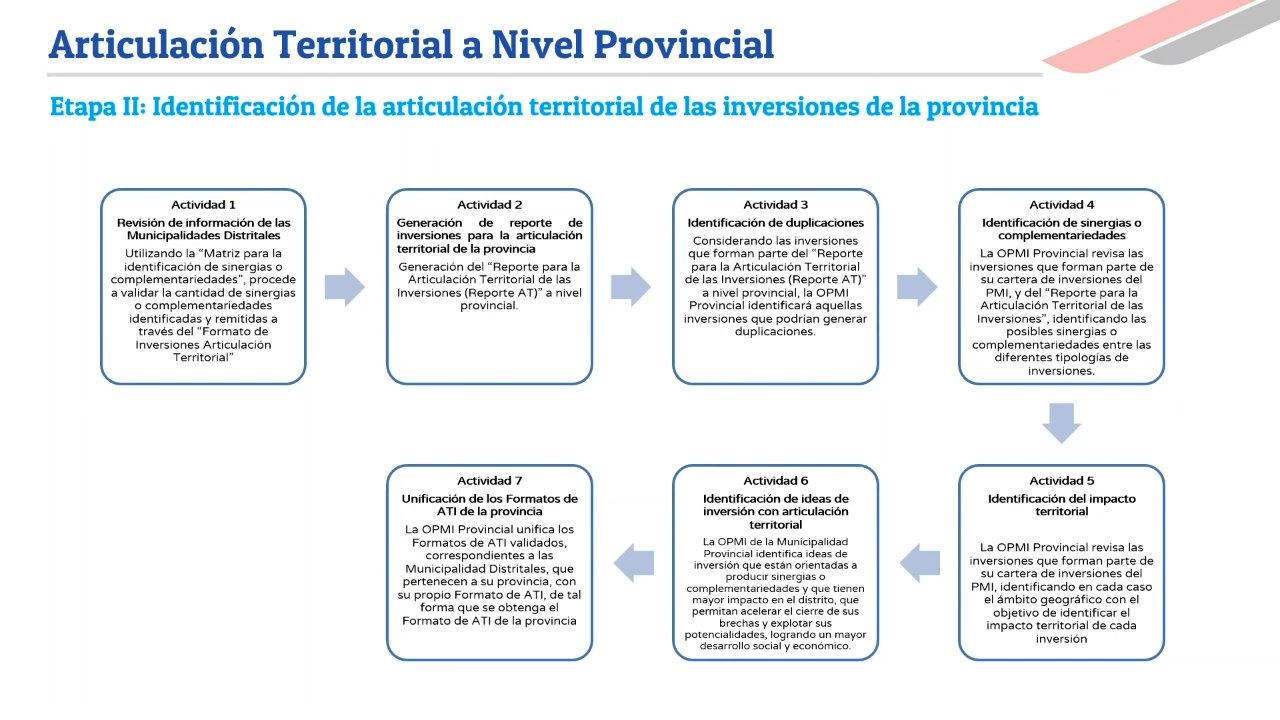 Articulación Territorial a Nivel Provincial
Etapa II: Identificación de la articulación territorial de las inversiones de la provincia
Actividad 1
Revisión de información de las
Municipalidades Distritales
Utilizando la “Matriz para la
identificación de sinergias o
complementariedades”, procede
a validar la cantidad de sinergias
o complementariedades
identificadas y remitidas a
través del “Formato de
Inversiones Articulación
Territorial”
Actividad 2
Generación de reporte de
inversiones para la articulación
territorial de la provincia
Generación del “Reporte para la
Articulación Territorial de las
Inversiones (Reporte AT)” a nivel
provincial.
Actividad 3
Identificación de duplicaciones
Considerando las inversiones
que forman parte del “Reporte
para la Articulación Territorial
de las Inversiones (Reporte AT)”
a nivel provincial, la OPMI
Provincial identificará aquellas
inversiones que podrían generar
duplicaciones.
Actividad 4
Identificación de sinergias o
complementariedades
La OPMI Provincial revisa las
inversiones que forman parte de
su cartera de inversiones del
PMI, y del “Reporte para la
Articulación Territorial de las
Inversiones”, identificando las
posibles sinergias o
complementariedades entre las
diferentes tipologías de
inversiones.
Actividad 5
Identificación del impacto
territorial
La OPMI Provincial revisa las
inversiones que forman parte de
su cartera de inversiones del
PMI, identificando en cada caso
el ámbito geográfico con el
objetivo de identificar el
impacto territorial de cada
inversión
Actividad 6
Identificación de ideas de
inversión con articulación
territorial
La OPMI de la Municipalidad
Provincial identifica ideas de
inversión que están orientadas a
producir sinergias o
complementariedades y que tienen
mayor impacto en el distrito, que
permitan acelerar el cierre de sus
brechas y explotar sus
potencialidades, logrando un mayor
desarrollo social y económico.
Actividad 7
Unificación de los Formatos de
ATI de la provincia
La OPMI Provincial unifica los
Formatos de ATI validados,
correspondientes a las
Municipalidad Distritales, que
pertenecen a su provincia, con
su propio Formato de ATI, de tal
forma que se obtenga el
Formato de ATI de la provincia